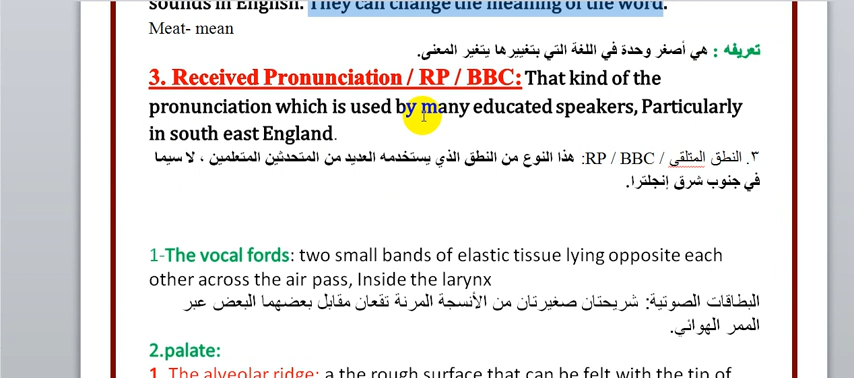 sounds in English. They can change the meaning of the word.
Meat- mean
تعريفه : هي أصغر وحدة في اللغة التي بتغييرها يتغير المعنى.
3. Received Pronunciation / RP / BBC: That kind of the
pronunciation which is used by many educated speakers, Particularly
in south east England.
٣. النطق المتلقى / RP / BBC: هذا النوع من النطق الذي يستخدمه العديد من المتحدثين المتعلمين ، لا سيما
في جنوب شرق إنجلترا.
1-The vocal fords: two small bands of elastic tissue lying opposite each
other across the air pass, Inside the larynx
البطاقات الصوتية: شريحتان صغيرتان من الأنسجة المرنة تقعان مقابل بعضهما البعض عبر
الممر الهوائي.
2.palate:
1. The alveolar ridge: a the rough surface that can be felt with the tip of